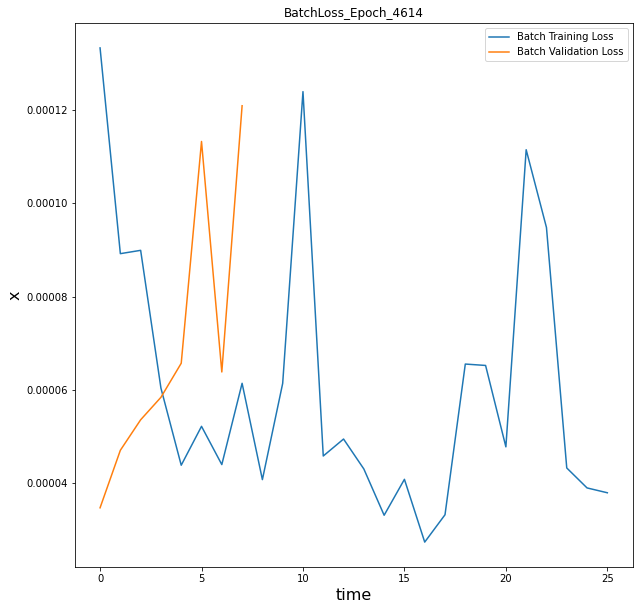 BatchLoss_Epoch_4614
Batch Training Loss
Batch Validation Loss
0.00012
0.00010
0.00008
0.00006
0.00004
x
0 5 10 15 20 25
time